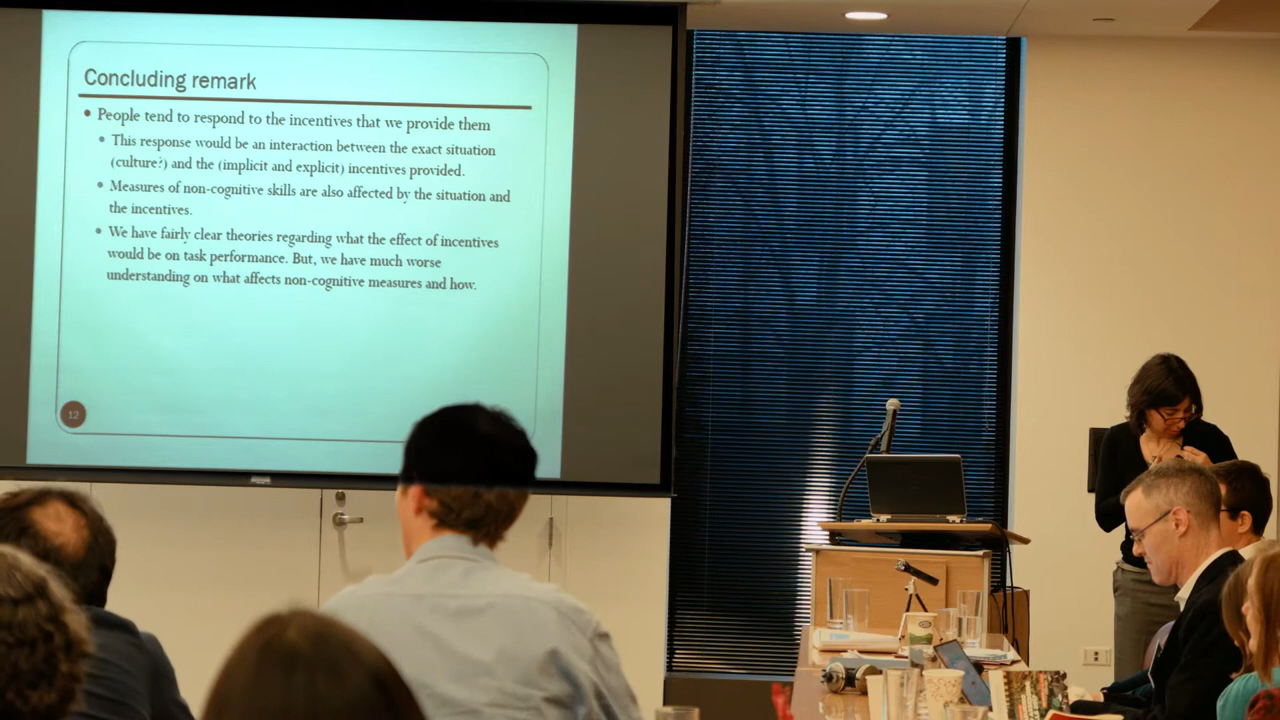 Concluding remark
• People tend to respond to the incentives that we provide them
• This response would be an interaction between the exact situation
(culture?) and the (implicit and explicit) incentives provided.
• Measures of non-cognitive skills are also affected by the situation and
the incentives.
• We have fairly clear theories regarding what the effect of incentives
would be on task performance. But, we have much worse
understanding on what affects non-cognitive measures and how.
12